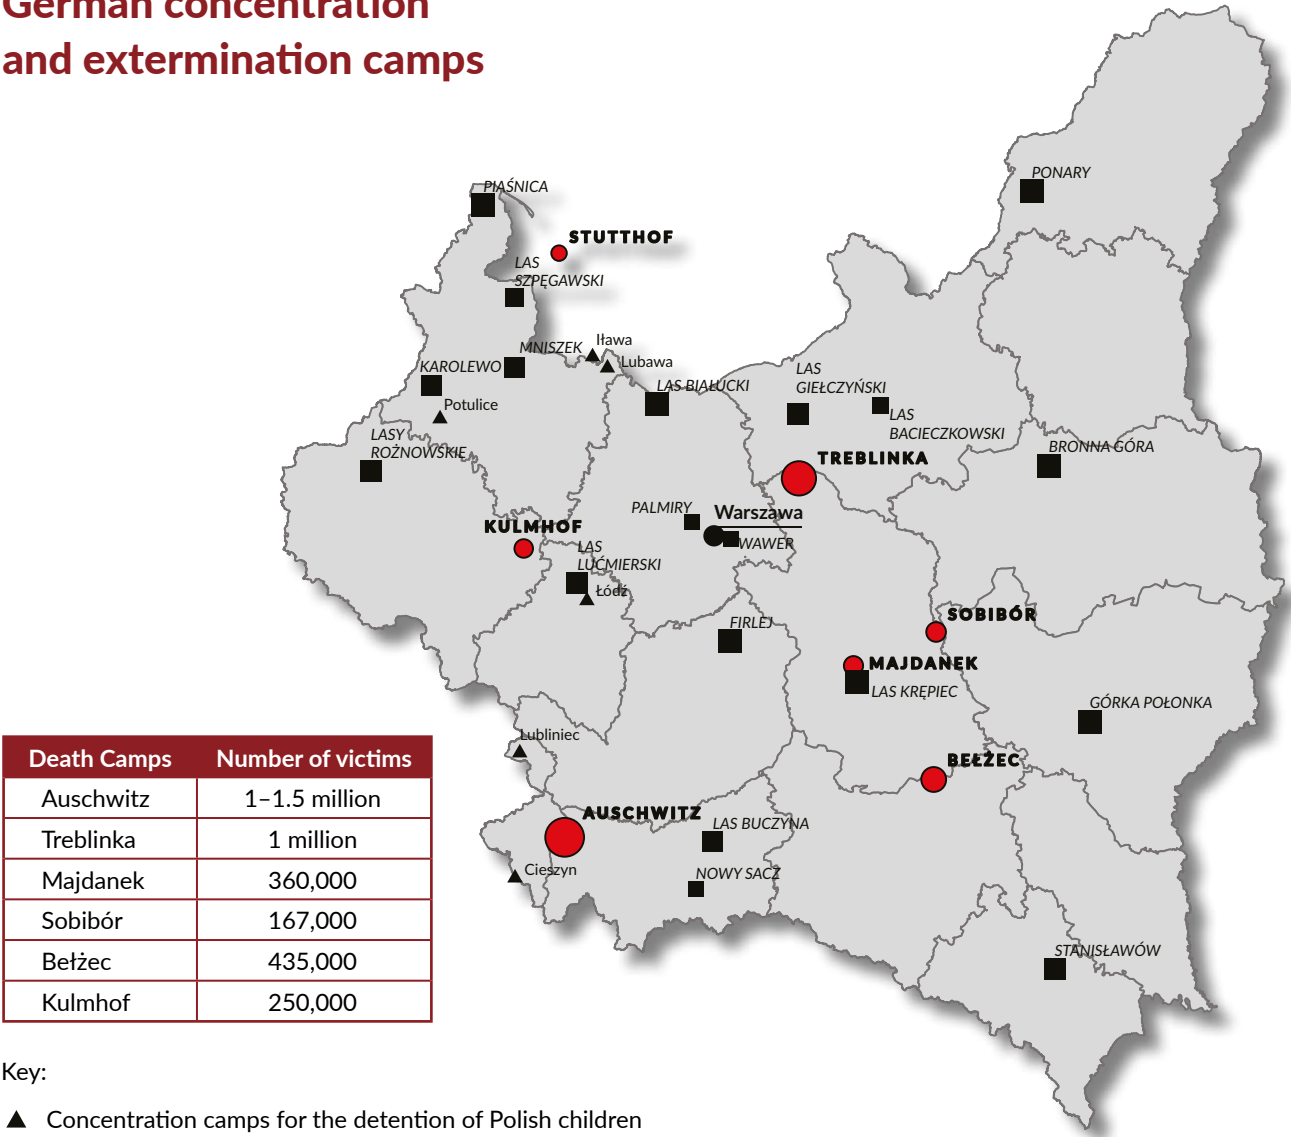 German concentration
and extermination camps
PIAŚNICA
PONARY
STUTTHOF
LAS
SZPĘGAWSKI
MNISZEK
Iława
Lubawa
KAROLEWO
Potulice
LAS BIAŁUCKI
LAS
GIEŁCZYŃSKI
LAS
BACIECZKOWSKI
LASY
ROŻNOWSKIE
TREBLINKA
BRONNA GÓRA
PALMIRY
Warszawa
WAWER
KULMHOF
LAS
LUĆMIERSKI
Łódź
FIRLEJ
SOBIBÓR
MAJDANEK
LAS KRĘPIEC
GÓRKA POŁONKA
Lubliniec
BEŁŻEC
AUSCHWITZ
LAS BUCZYNA
Cieszyn
NOWY SACZ
STANISŁAWÓW
Death Camps Number of victims
Auschwitz 1–1.5 million
Treblinka 1 million
Majdanek 360,000
Sobibór 167,000
Bełżec 435,000
Kulmhof 250,000
Key:
Concentration camps for the detention of Polish children